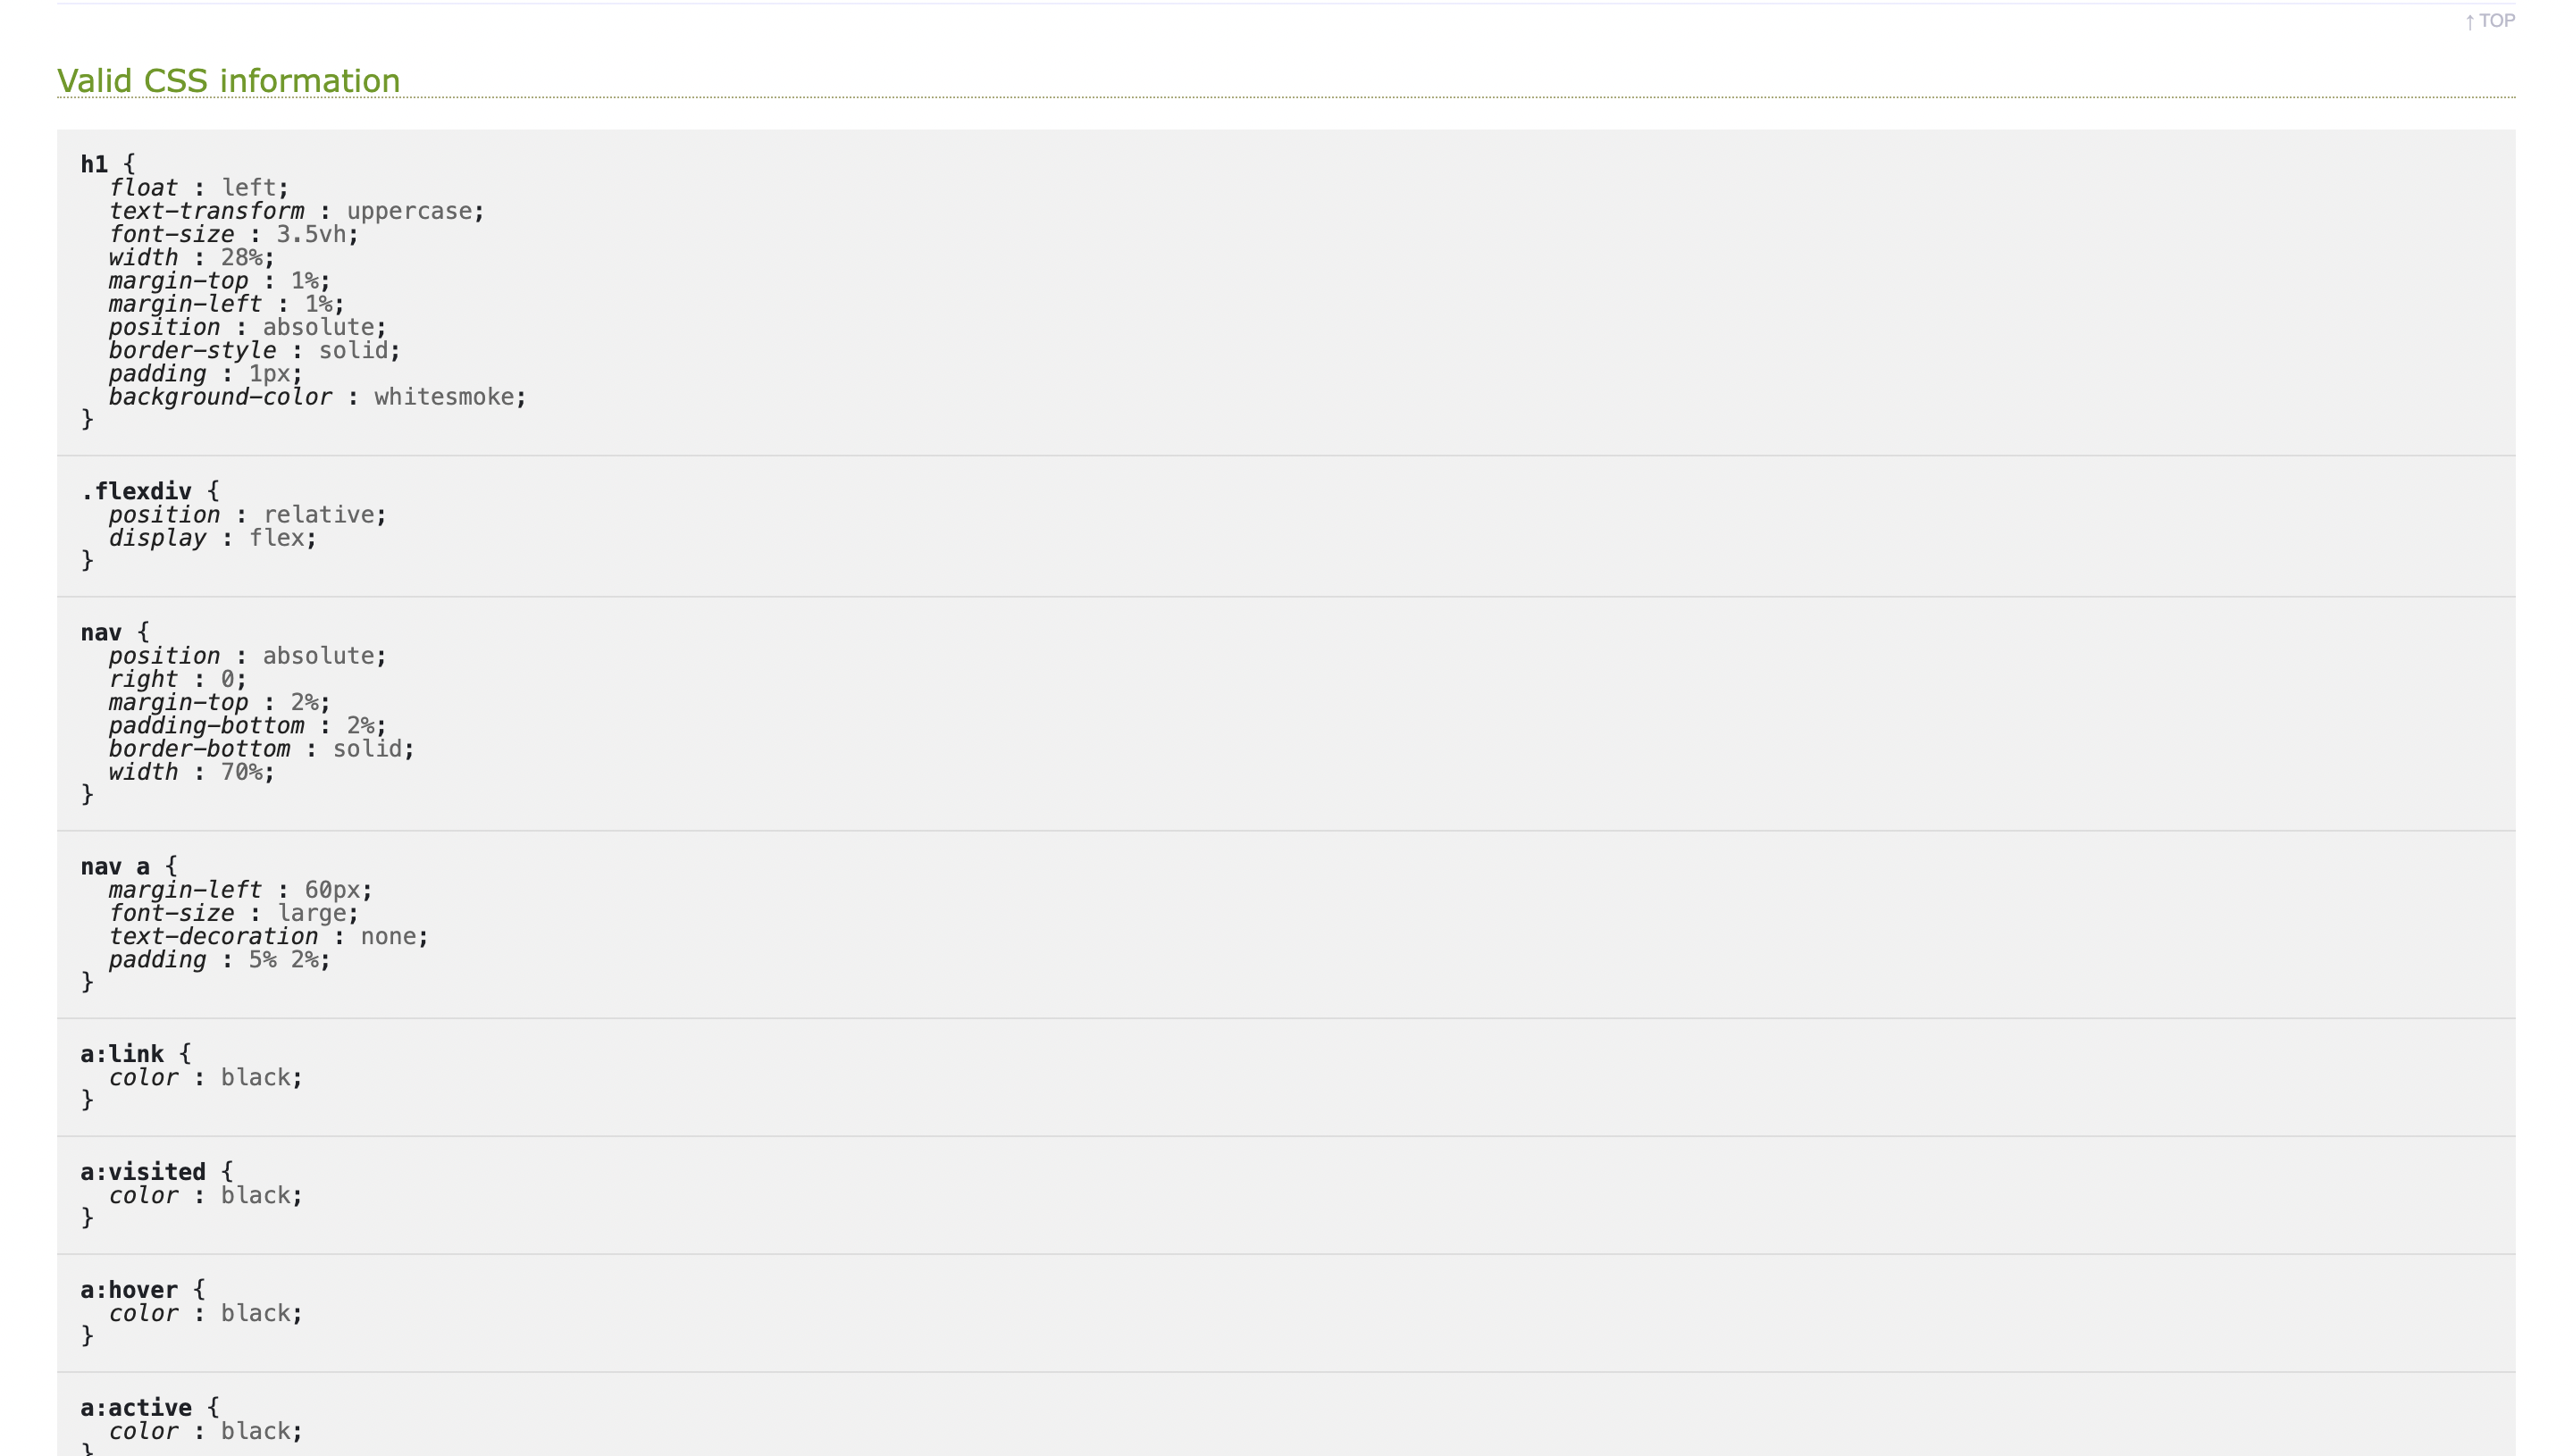 ↑ TOP
Valid CSS information
h1 {
float : left;
text-transform : uppercase;
font-size : 3.5vh;
width : 28%;
margin-top : 1%;
margin-left : 1%;
position : absolute;
border-style : solid;
padding : 1px;
background-color : whitesmoke;
}
.flexdiv {
position : relative;
display : flex;
}
nav {
position : absolute;
right : 0;
margin-top : 2%;
padding-bottom : 2%;
border-bottom : solid;
width : 70%;
}
nav a {
margin-left : 60px;
font-size : large;
text-decoration : none;
padding : 5% 2%;
}
a:link {
color : black;
}
a:visited {
color : black;
}
a:hover {
color : black;
}
a:active {
color : black;
}